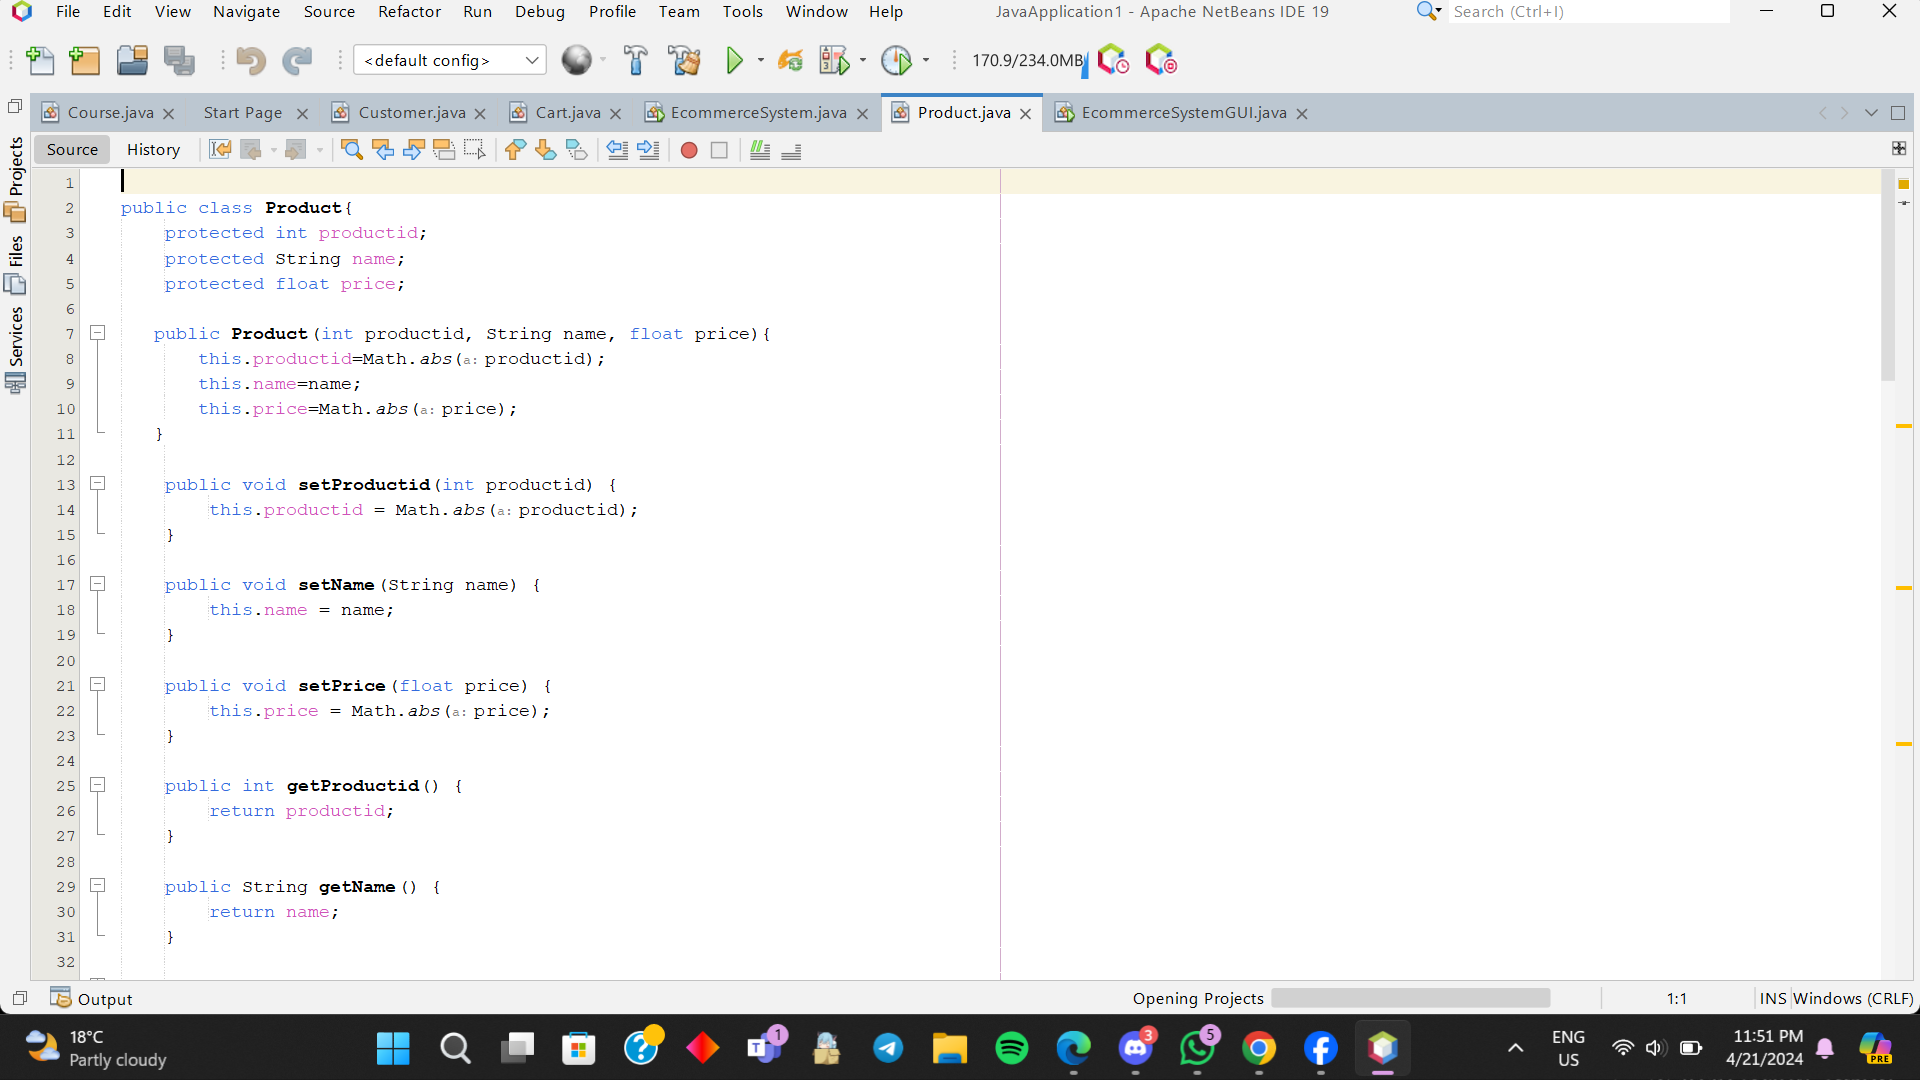 File Edit View Navigate Source Refactor Run Debug Profile Team Tools Window Help JavaApplication1 - Apache NetBeans IDE 19 Search (Ctrl+I)
<default config> 170.9/234.0MB
Course.java Start Page Customer.java Cart.java EcommerceSystem.java Product.java EcommerceSystemGUI.java
Source History
Projects
Files
Services
1
2 public class Product{
3 protected int productid;
4 protected String name;
5 protected float price;
6
7 public Product(int productid, String name, float price){
8 this.productid=Math.abs(a: productid);
9 this.name=name;
10 this.price=Math.abs(a: price);
11 }
12
13 public void setProductid(int productid) {
14 this.productid = Math.abs(a: productid);
15 }
16
17 public void setName(String name) {
18 this.name = name;
19 }
20
21 public void setPrice(float price) {
22 this.price = Math.abs(a: price);
23 }
24
25 public int getProductid() {
26 return productid;
27 }
28
29 public String getName() {
30 return name;
31 }
32
Output Opening Projects 1:1 INS Windows (CRLF)
18°C
Partly cloudy
1
3
5
ENG
US
11:51 PM
4/21/2024
PRE